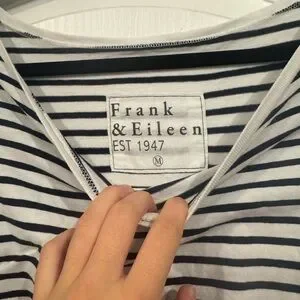 Frank
&Eileen
EST 1947
M